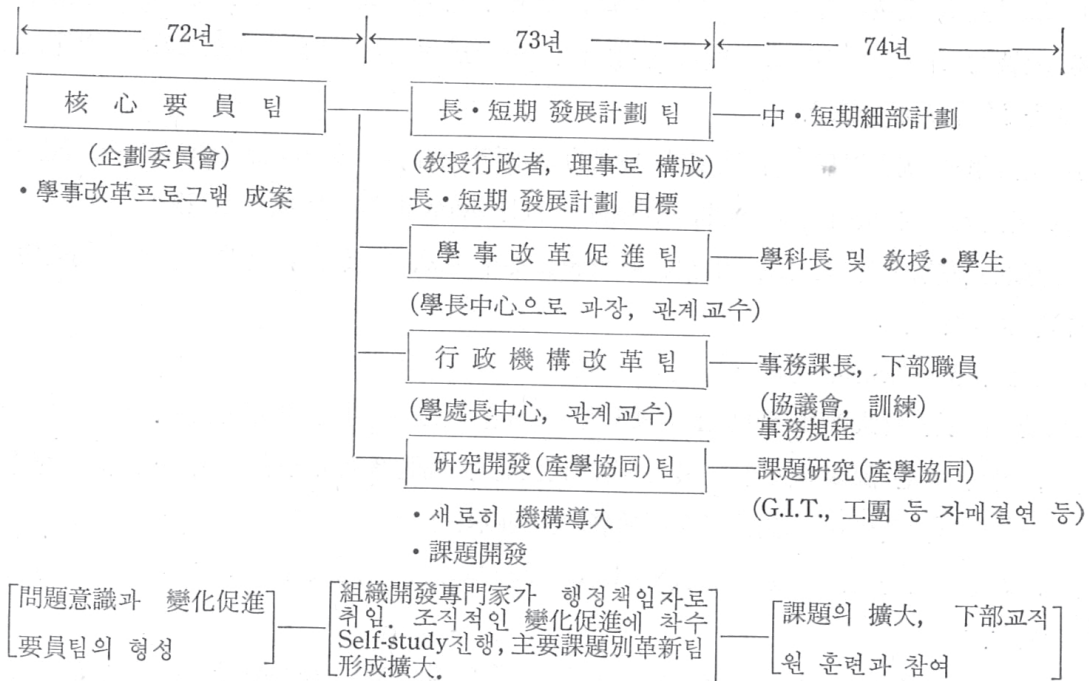 72년 73년 74년
核心要員팀 長・短期 發展計劃 팀 中・短期細部計劃
(企劃委員會) (敎授行政者, 理事로 構成)
・學事改革프로그램 成案 長・短期 發展計劃 目標
學事改革促進팀 學科長 및 敎授・學生
(學長中心으로 과장, 관계교수)
行政機構改革팀 事務課長, 下部職員
(學處長中心, 관계교수) (協議會, 訓練)
事務規程
硏究開發(產學協同)팀 課題硏究(產學協同)
・새로히 機構導入 (G.I.T., 工團 등 자매결연 등)
・課題開發
問題意識과 變化促進
要員팀의 형성
組織開發專門家가 행정책임자로
취임. 조직적인 變化促進에 착수
Self-study진행, 主要課題別革新팀
形成擴大.
課題의 擴大, 下部교직
원 훈련과 참여